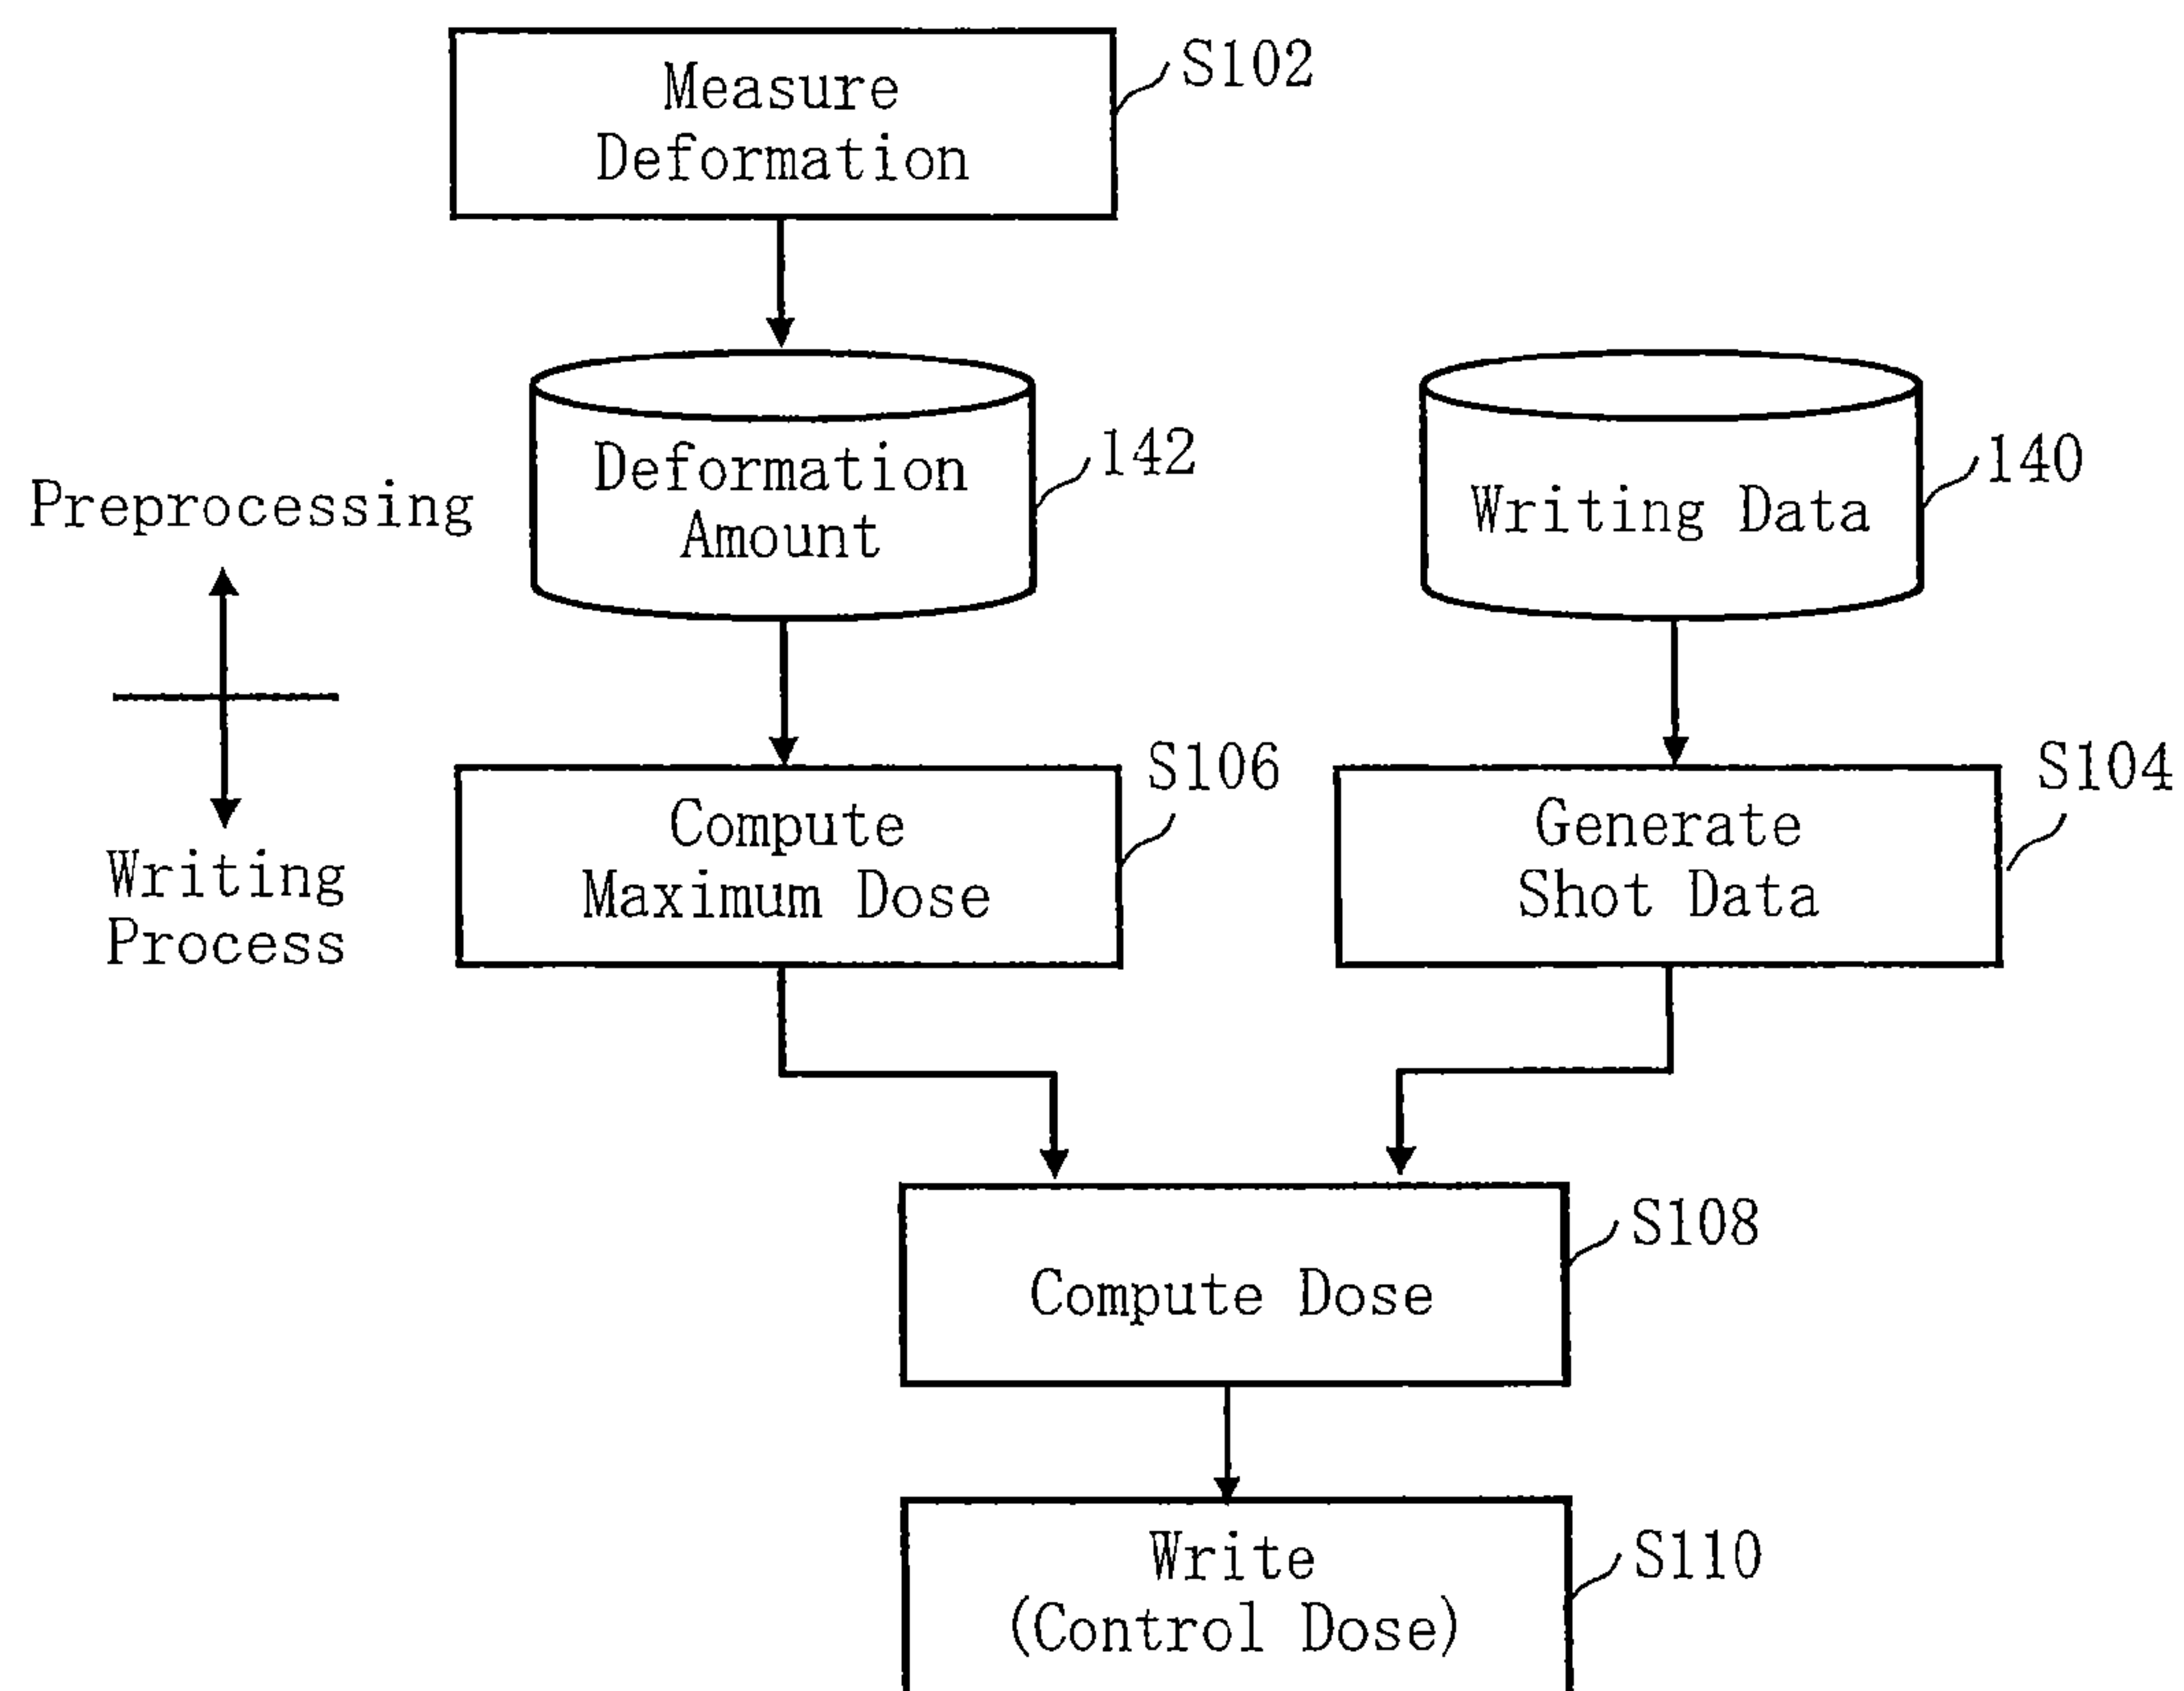 Measure
Deformation
S102
Deformation
Amount
142
Writing Data
140
Preprocessing
Writing
Process
Compute
Maximum Dose
S106
Generate
Shot Data
S104
Compute Dose
S108
Write
(Control Dose)
S110